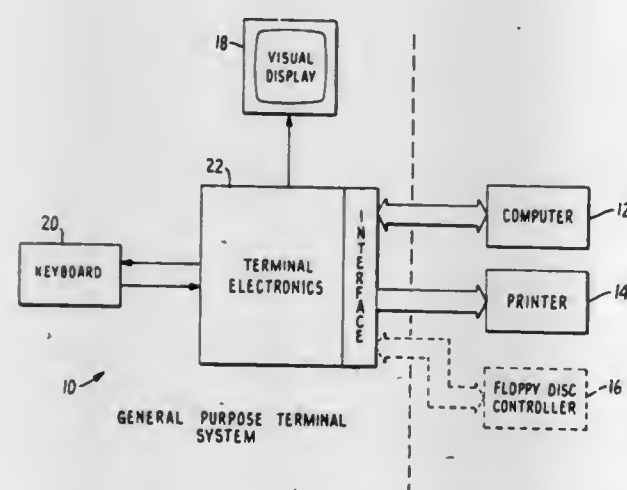 18
VISUAL
DISPLAY
22
20
KEYBOARD
TERMINAL
ELECTRONICS
INTERFACE
COMPUTER
12
PRINTER
14
FLOPPY DISC
CONTROLLER
16
10
GENERAL PURPOSE TERMINAL
SYSTEM